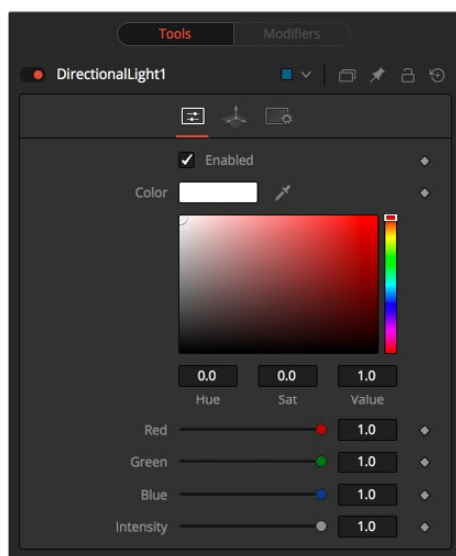 Tools Modifiers
DirectionalLight1
Enabled
Color
0.0 0.0 1.0
Hue Sat Value
Red 1.0
Green 1.0
Blue 1.0
Intensity 1.0